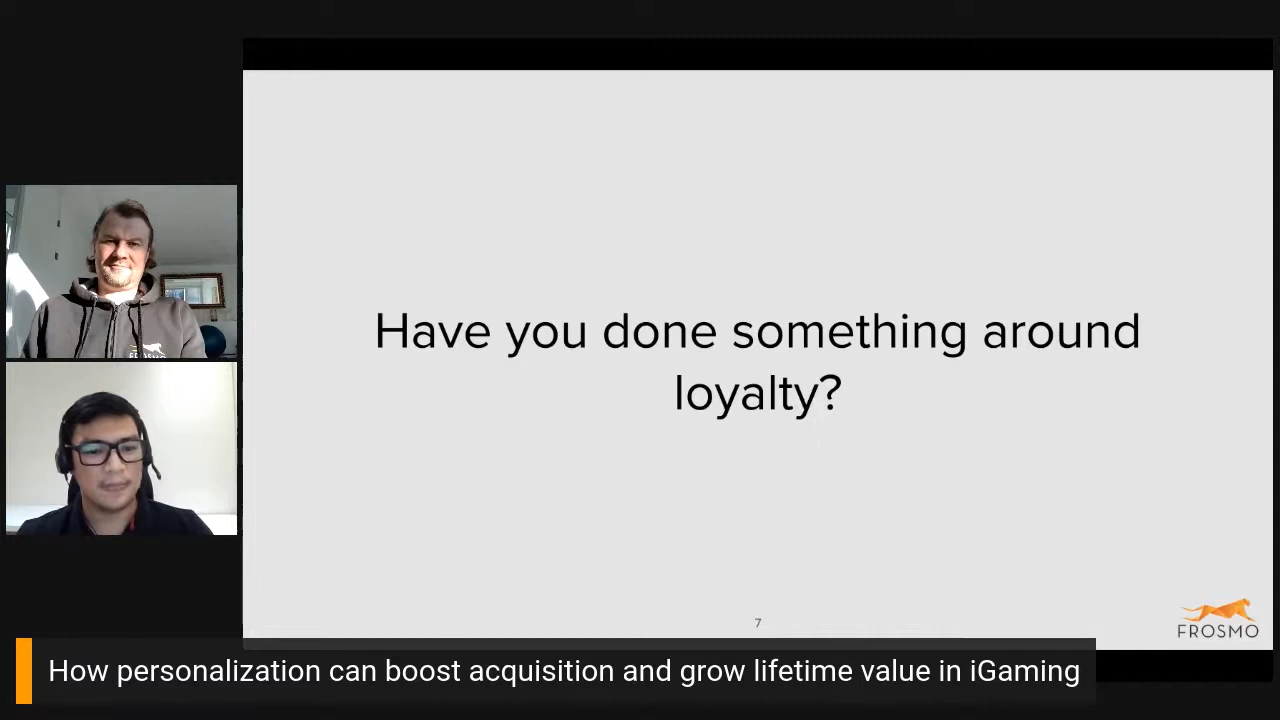 Have you done something around
loyalty?
FROSMO
7
FROSMO
How personalization can boost acquisition and grow lifetime value in iGaming